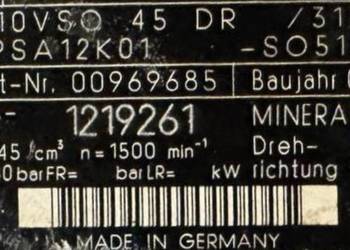 10VSO 45 DR /31
PSA12K01 -SO51
t-Nr. 00969685 Baujahr
1219261 MINERA
45 cm³ n= 1500 min⁻¹ Dreh-
0 bar FR= bar LR= kW richtung
MADE IN GERMANY